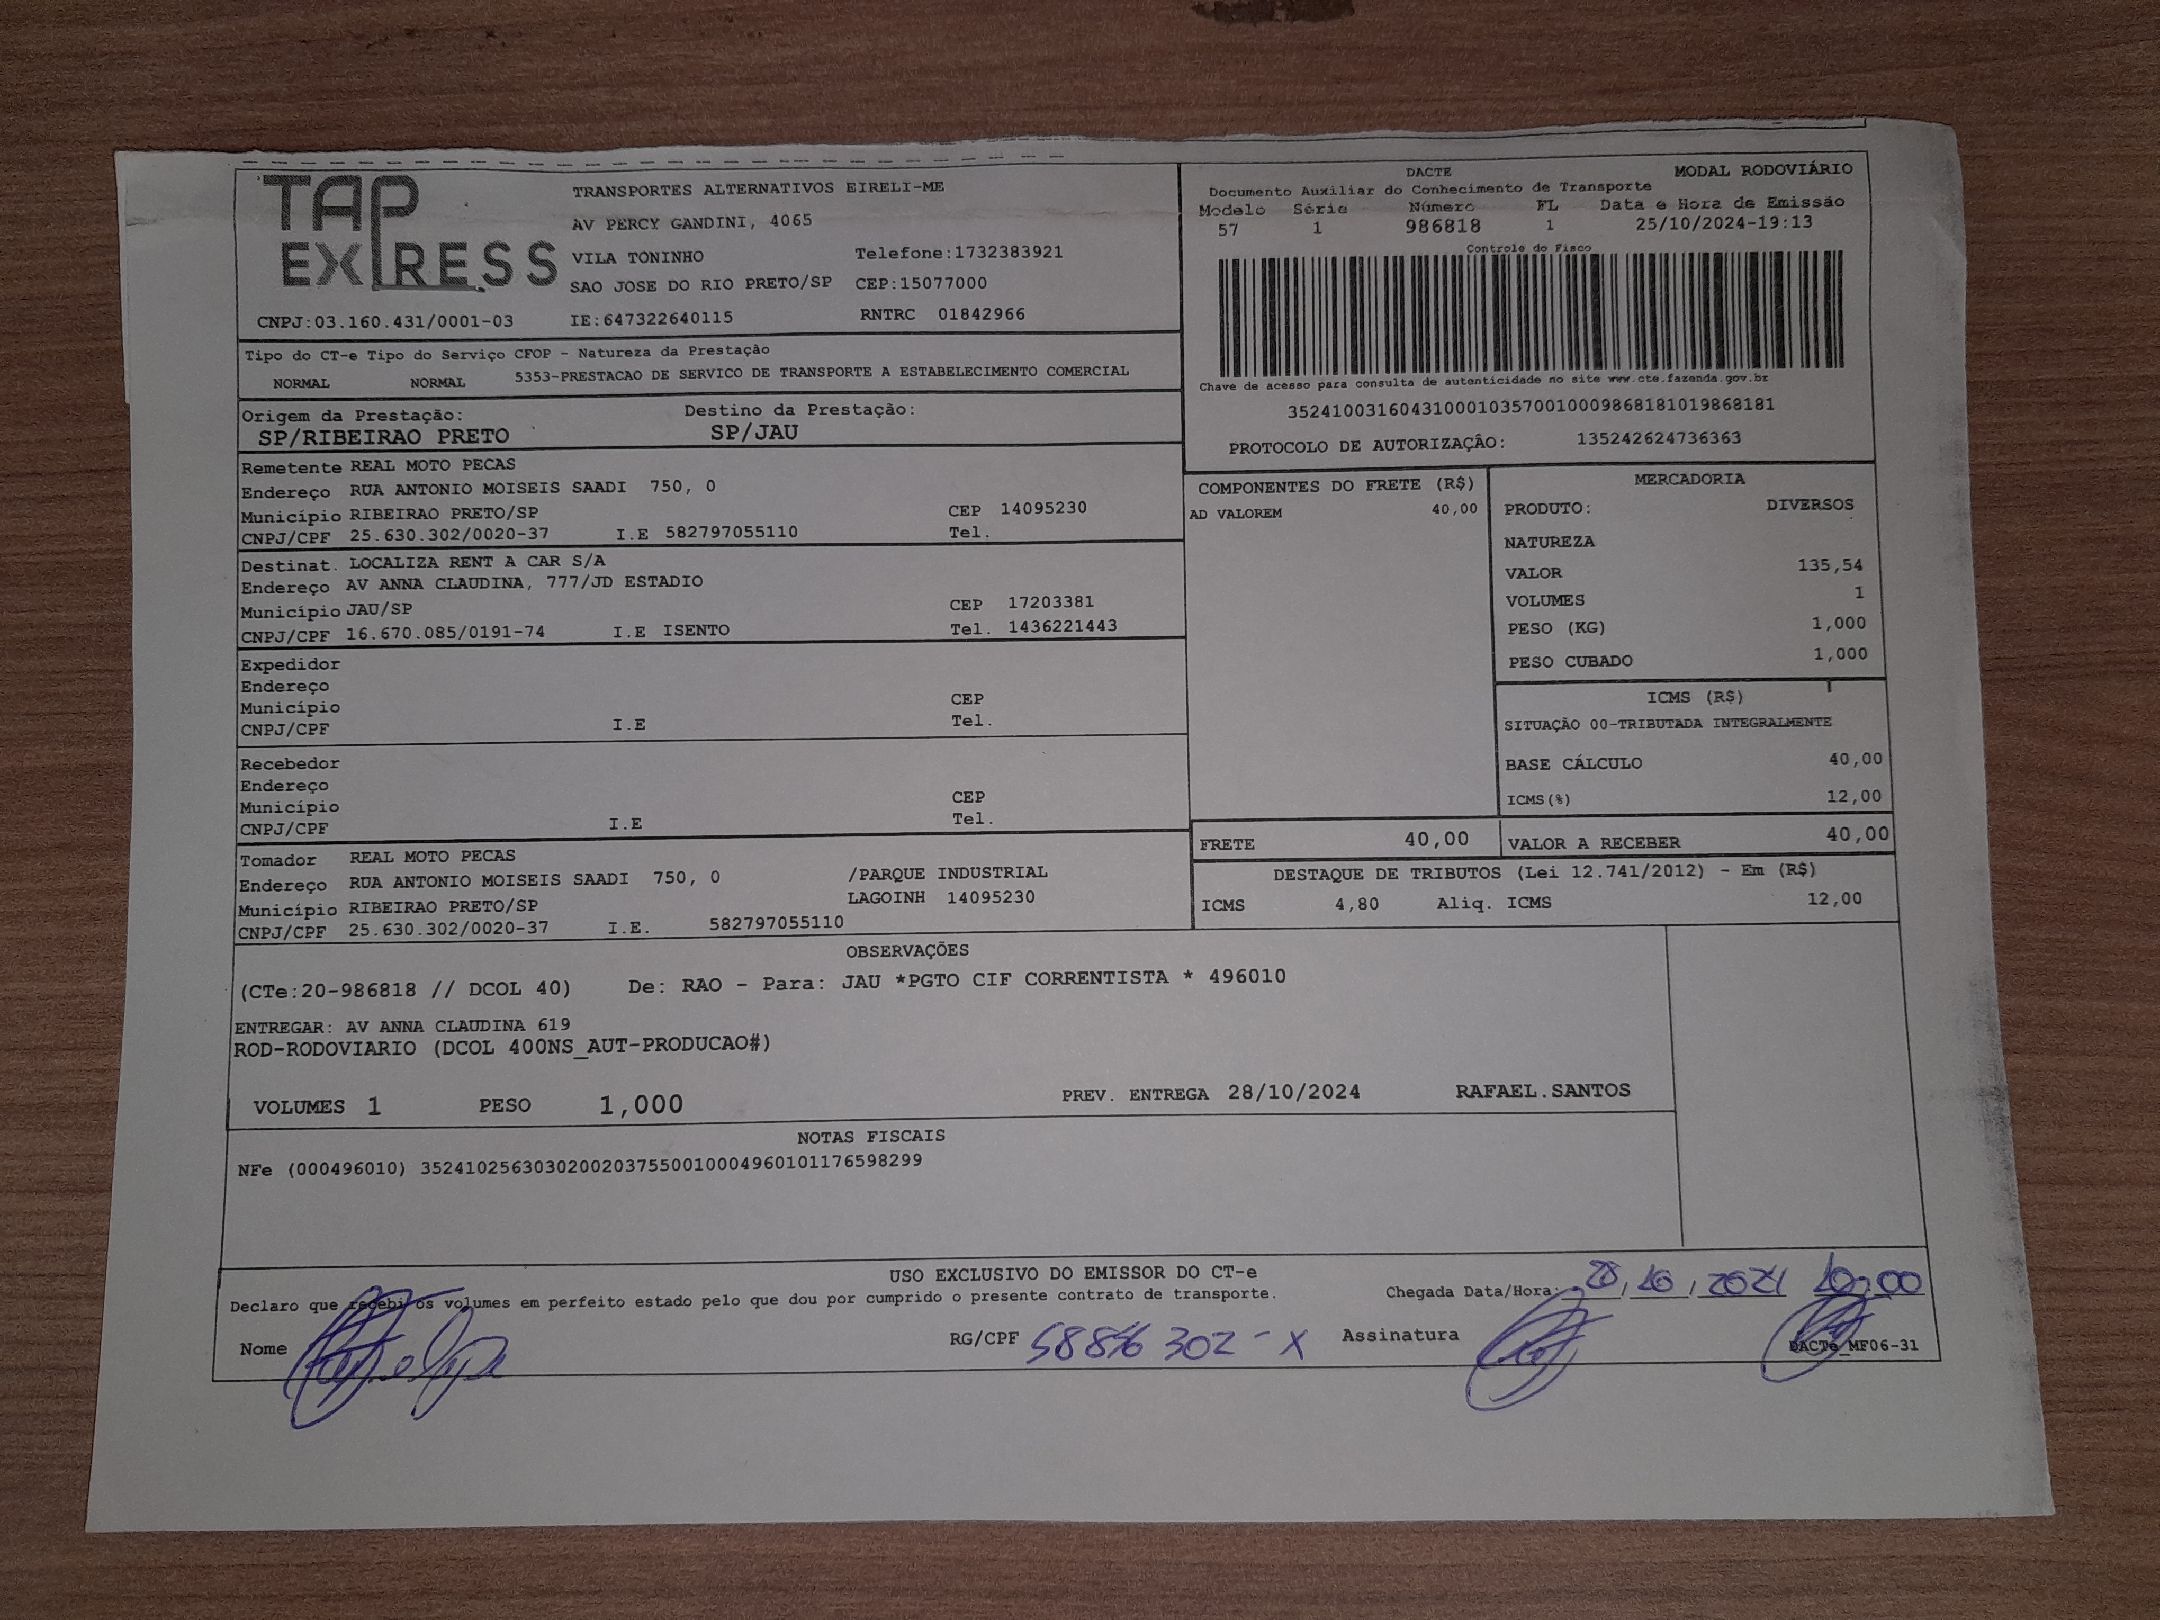 TAP
EXPRESS
TRANSPORTES ALTERNATIVOS EIRELI-ME
AV PERCY GANDINI, 4065
VILA TONINHO Telefone:1732383921
SAO JOSE DO RIO PRETO/SP CEP:15077000
CNPJ:03.160.431/0001-03 IE:647322640115 RNTRC 01842966
DACTE MODAL RODOVIÁRIO
Documento Auxiliar do Conhecimento de Transporte
Modelo Série Número FL Data e Hora de Emissão
57 1 986818 1 25/10/2024-19:13
Controle do Fisco
Chave de acesso para consulta de autenticidade no site www.cte.fazenda.gov.br
35241003160431000103570010009868181019868181
PROTOCOLO DE AUTORIZAÇÃO: 135242624736363
Tipo do CT-e Tipo do Serviço CFOP - Natureza da Prestação
NORMAL NORMAL 5353-PRESTACAO DE SERVICO DE TRANSPORTE A ESTABELECIMENTO COMERCIAL
Origem da Prestação: Destino da Prestação:
SP/RIBEIRAO PRETO SP/JAU
Remetente REAL MOTO PECAS
Endereço RUA ANTONIO MOISEIS SAADI 750, 0
Município RIBEIRAO PRETO/SP CEP 14095230
CNPJ/CPF 25.630.302/0020-37 I.E 582797055110 Tel.
Destinat. LOCALIZA RENT A CAR S/A
Endereço AV ANNA CLAUDINA, 777/JD ESTADIO
Município JAU/SP CEP 17203381
CNPJ/CPF 16.670.085/0191-74 I.E ISENTO Tel. 1436221443
Expedidor
Endereço
Município CEP
CNPJ/CPF I.E Tel.
Recebedor
Endereço
Município CEP
CNPJ/CPF I.E Tel.
Tomador REAL MOTO PECAS
Endereço RUA ANTONIO MOISEIS SAADI 750, 0 /PARQUE INDUSTRIAL
Município RIBEIRAO PRETO/SP LAGOINH 14095230
CNPJ/CPF 25.630.302/0020-37 I.E. 582797055110
COMPONENTES DO FRETE (R$)
AD VALOREM 40,00
MERCADORIA
PRODUTO: DIVERSOS
NATUREZA
VALOR 135,54
VOLUMES 1
PESO (KG) 1,000
PESO CUBADO 1,000
ICMS (R$)
SITUAÇÃO 00-TRIBUTADA INTEGRALMENTE
BASE CÁLCULO 40,00
ICMS(%) 12,00
FRETE 40,00 VALOR A RECEBER 40,00
DESTAQUE DE TRIBUTOS (Lei 12.741/2012) - Em (R$)
ICMS 4,80 Aliq. ICMS 12,00
OBSERVAÇÕES
(CTe:20-986818 // DCOL 40) De: RAO - Para: JAU *PGTO CIF CORRENTISTA * 496010
ENTREGAR: AV ANNA CLAUDINA 619
ROD-RODOVIARIO (DCOL 400NS_AUT-PRODUCAO#)
VOLUMES 1 PESO 1,000 PREV. ENTREGA 28/10/2024 RAFAEL.SANTOS
NOTAS FISCAIS
NFe (000496010) 35241025630302002037550010004960101176598299
USO EXCLUSIVO DO EMISSOR DO CT-e
Declaro que recebi os volumes em perfeito estado pelo que dou por cumprido o presente contrato de transporte. Chegada Data/Hora: 10:00
Nome RG/CPF 302-X Assinatura DACTe_MF06-31